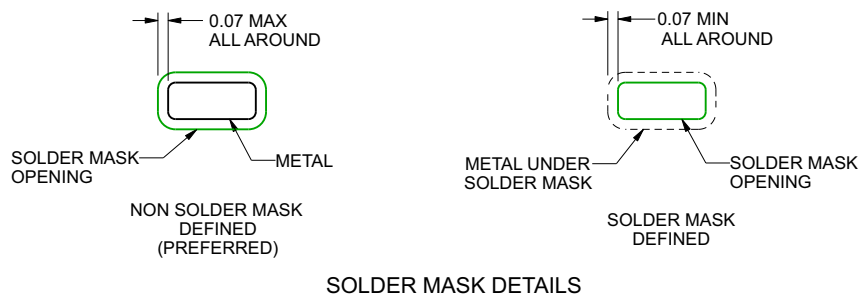 0.07 MAX
ALL AROUND
SOLDER MASK
OPENING
METAL
NON SOLDER MASK
DEFINED
(PREFERRED)
0.07 MIN
ALL AROUND
METAL UNDER
SOLDER MASK
SOLDER MASK
OPENING
SOLDER MASK
DEFINED
SOLDER MASK DETAILS